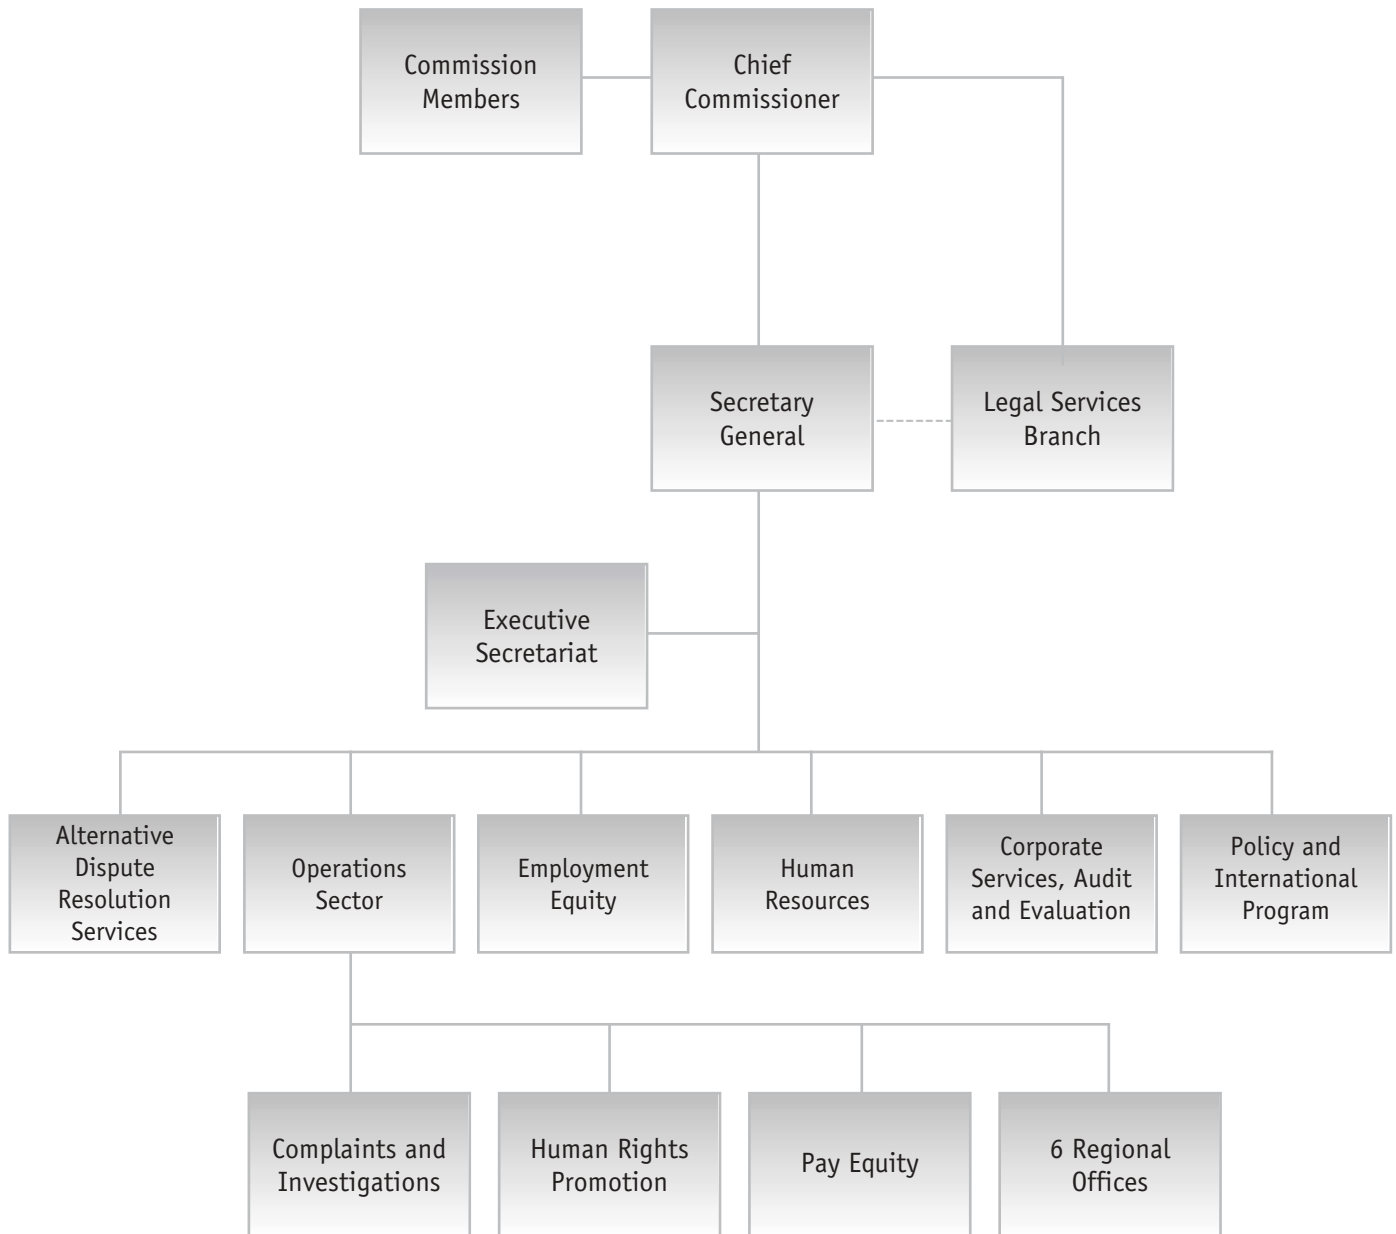 Commission
Members
Chief
Commissioner
Secretary
General
Legal Services
Branch
Executive
Secretariat
Alternative
Dispute
Resolution
Services
Operations
Sector
Employment
Equity
Human
Resources
Corporate
Services, Audit
and Evaluation
Policy and
International
Program
Complaints and
Investigations
Human Rights
Promotion
Pay Equity
6 Regional
Offices